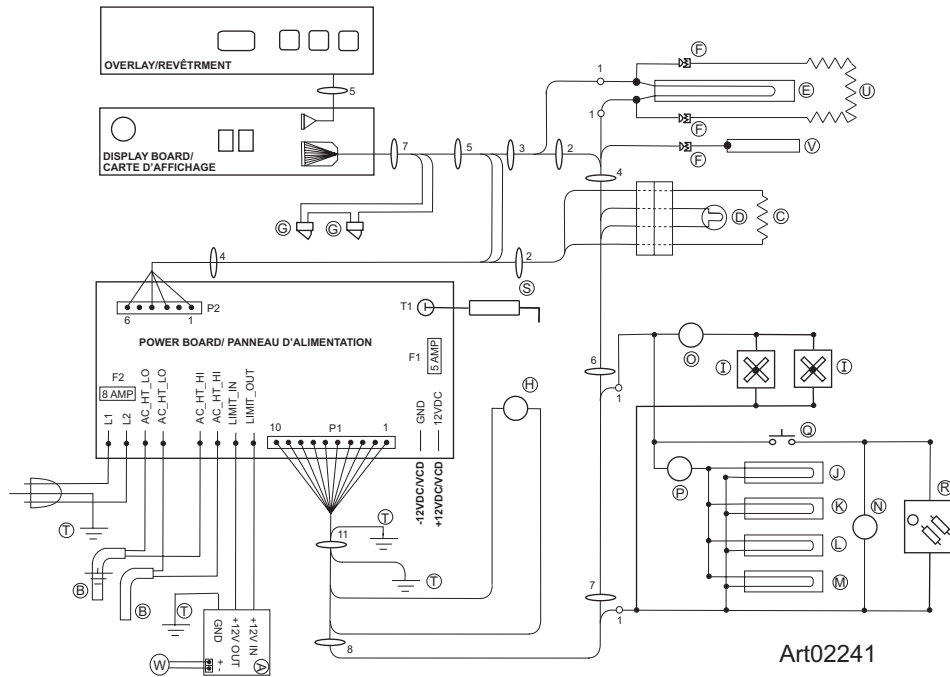 OVERLAY/REVÊTRMENT
5
DISPLAY BOARD/
CARTE D'AFFICHAGE
7
5
3
2
1
1
4
F
E
U
F
F
V
D
C
G
G
4
2
S
6
1
P2
T1
POWER BOARD/ PANNEAU D'ALIMENTATION
F1
5 AMP
F2
8 AMP
L1
L2
AC_HT_LO
AC_HT_LO
AC_HT_HI
AC_HT_HI
LIMIT_IN
LIMIT_OUT
10
P1
1
GND
12VDC
-12VDC/VCD
+12VDC/VCD
H
6
1
O
I
I
Q
P
J
K
L
M
N
R
T
B
B
T
11
T
T
7
1
8
GND
+12V OUT
+12V IN
+ -
A
W
Art02241